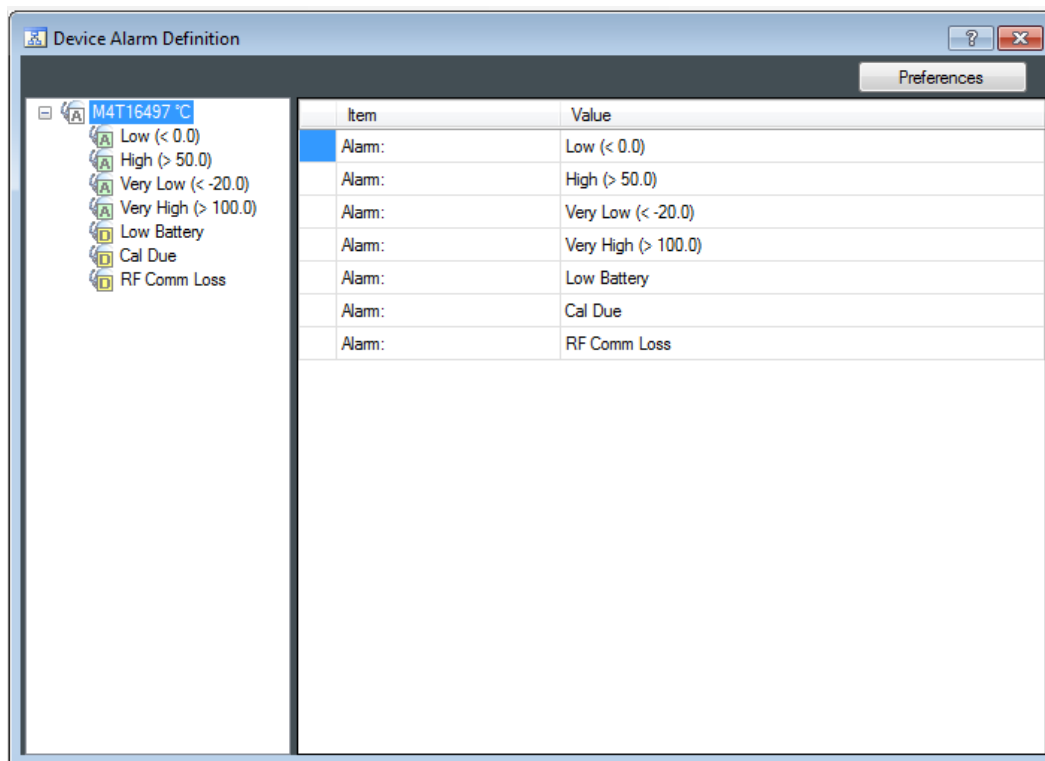 Device Alarm Definition
?
Preferences
M4T16497 °C
Low (< 0.0)
High (> 50.0)
Very Low (< -20.0)
Very High (> 100.0)
Low Battery
Cal Due
RF Comm Loss
A
A
A
A
A
D
D
D
Item Value
Alarm: Low (< 0.0)
Alarm: High (> 50.0)
Alarm: Very Low (< -20.0)
Alarm: Very High (> 100.0)
Alarm: Low Battery
Alarm: Cal Due
Alarm: RF Comm Loss